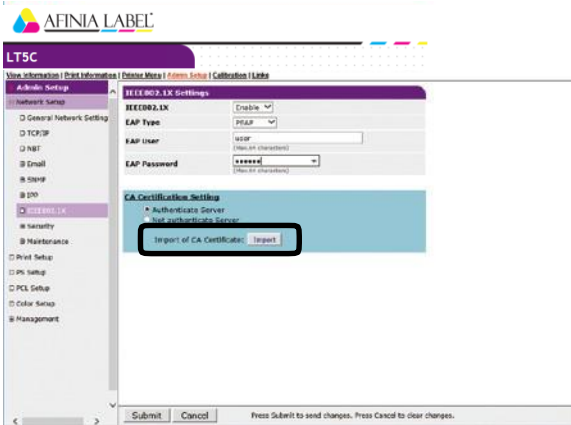 AFINIA LABEL
LT5C
View Information | Print Information | Printer Menu | Admin Setup | Calibration | Links
Admin Setup
Network Setup
General Network Setting
TCP/IP
NBT
Email
SNMP
IPP
IEEE802.1X
Security
Maintenance
Print Setup
PS Setup
PCL Setup
Color Setup
Management
IEEE802.1X Settings
IEEE802.1X Enable
EAP Type PEAP
EAP User user
(Max.64 characters)
EAP Password ••••••
(Max.64 characters)
CA Certification Setting
Authenticate Server
Not authenticate Server
Import of CA Certificate: Import
Submit Cancel Press Submit to send changes. Press Cancel to clear changes.